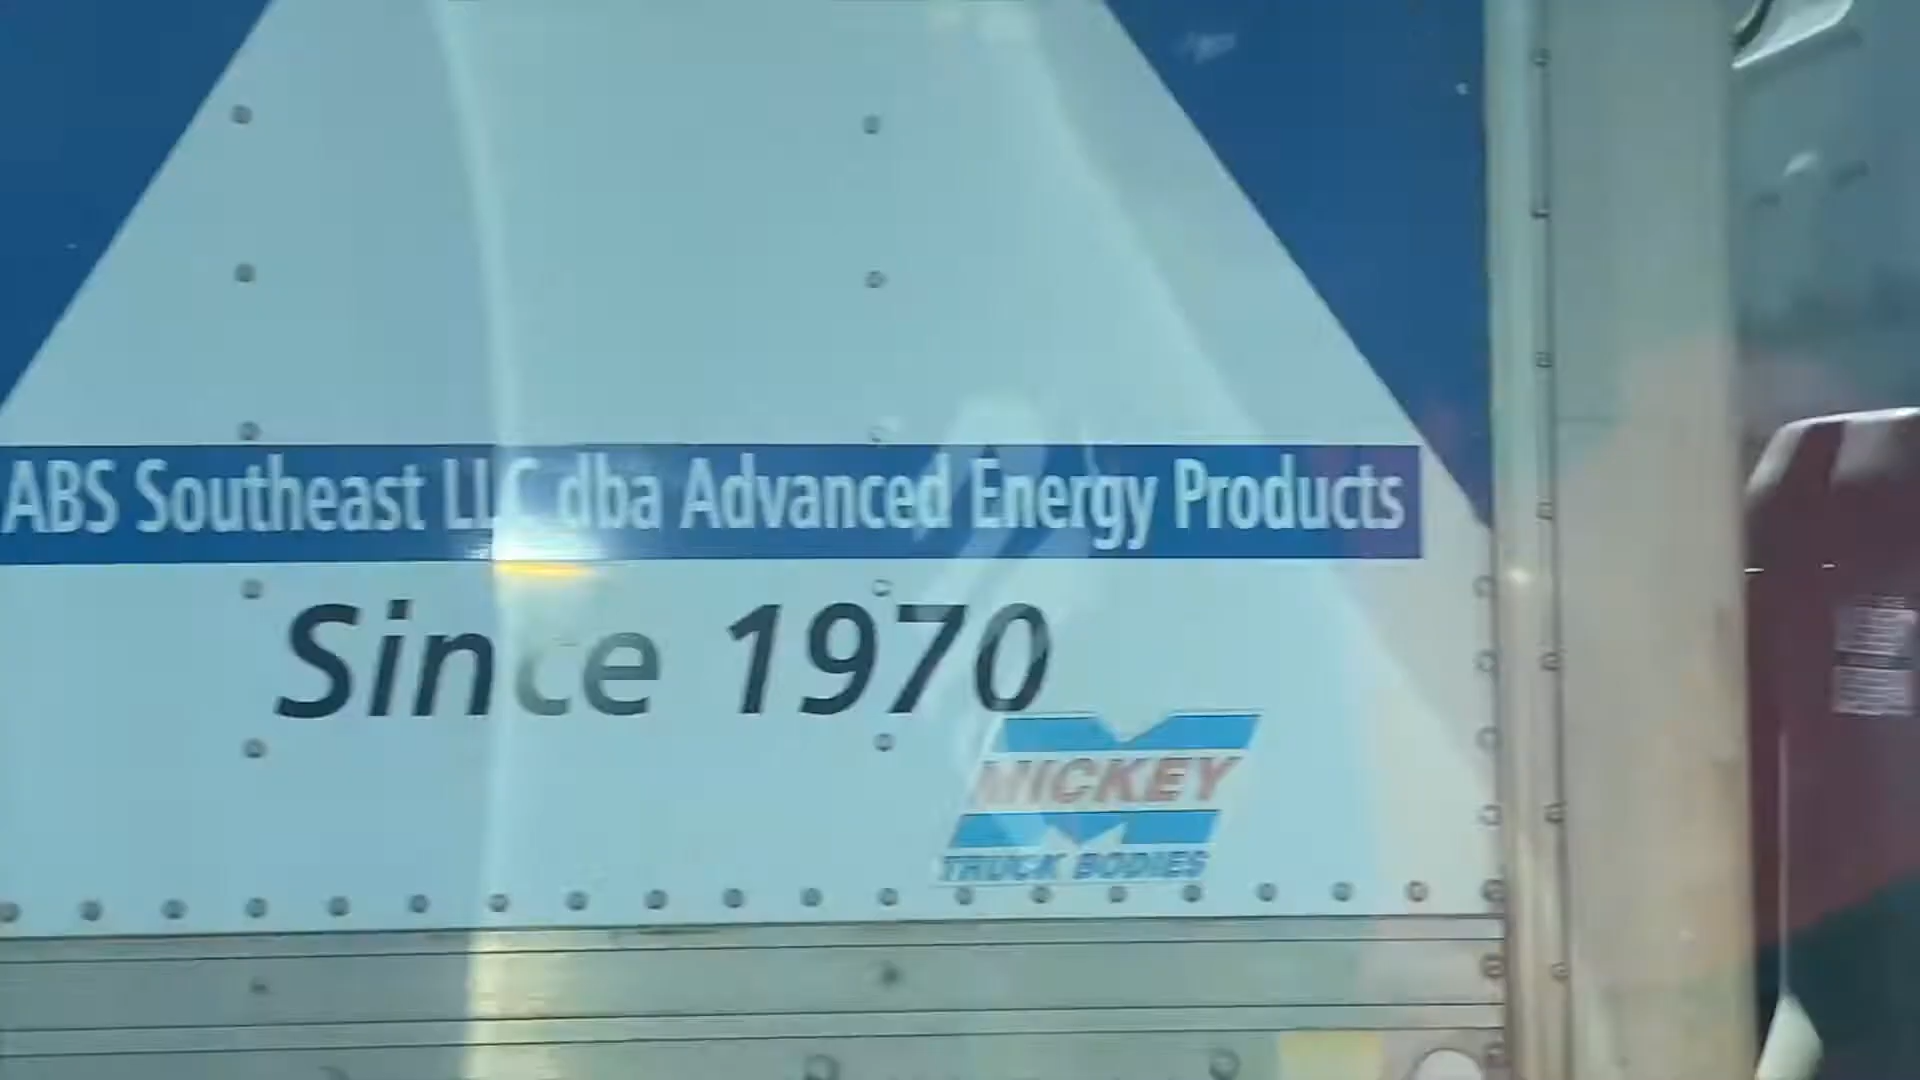 ABS Southeast LLC dba Advanced Energy Products
Since 1970
MICKEY
TRUCK BODIES